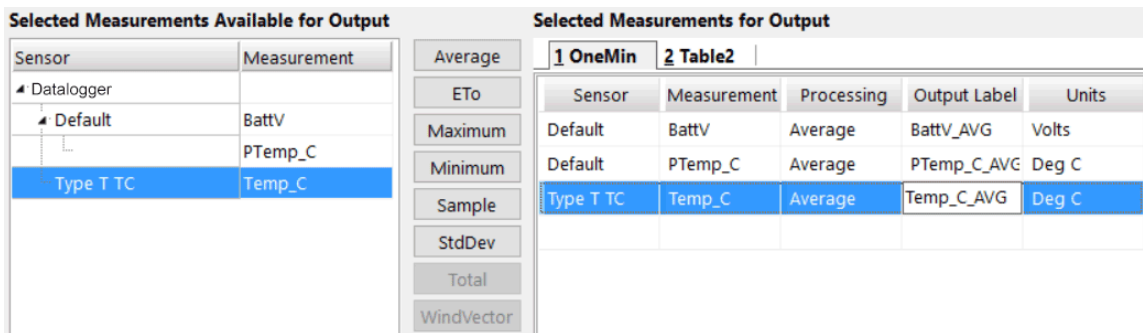 Selected Measurements Available for Output
Sensor Measurement
Datalogger
Default BattV
PTemp_C
Type T TC Temp_C
Average
ETo
Maximum
Minimum
Sample
StdDev
Total
WindVector
Selected Measurements for Output
1 OneMin 2 Table2
Sensor Measurement Processing Output Label Units
Default BattV Average BattV_AVG Volts
Default PTemp_C Average PTemp_C_AVG Deg C
Type T TC Temp_C Average Temp_C_AVG Deg C